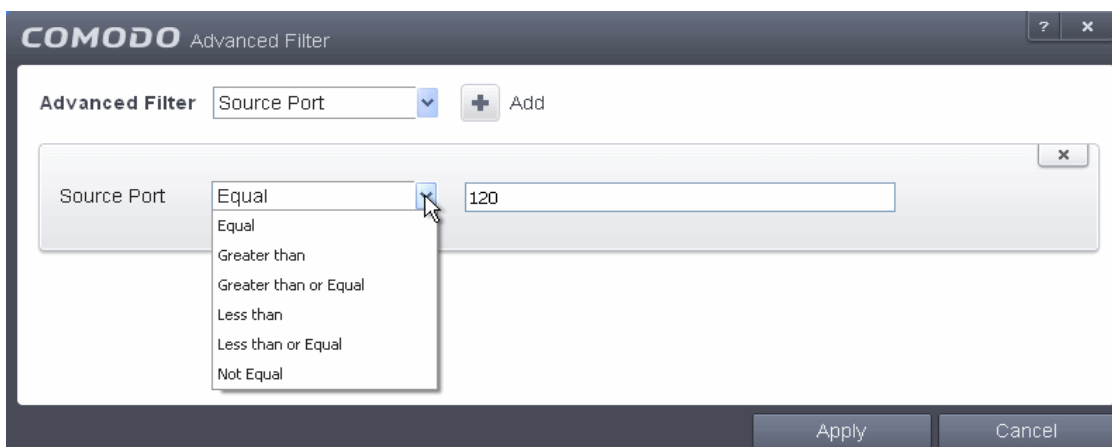 COMODO Advanced Filter ? x
Advanced Filter Source Port + Add
x
Source Port Equal 120
Equal
Greater than
Greater than or Equal
Less than
Less than or Equal
Not Equal
Apply Cancel